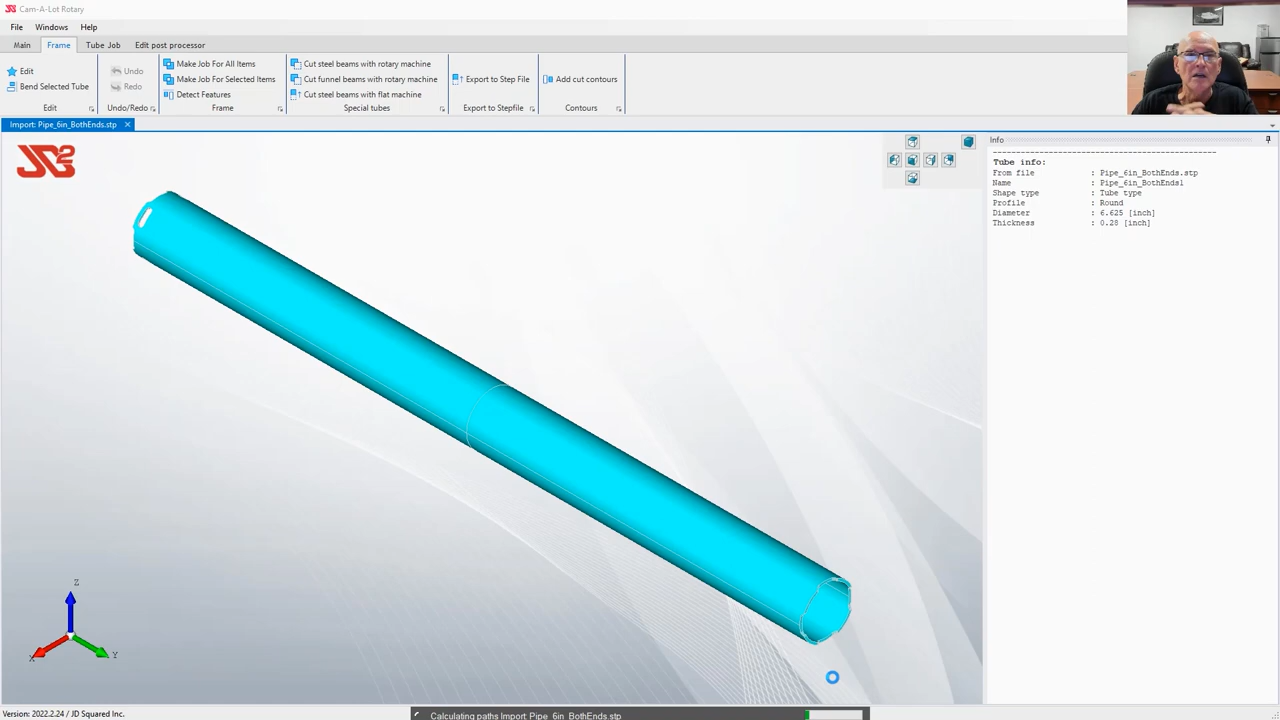 Cam-A-Lot Rotary
File Windows Help
Main Frame Tube Job Edit post processor
Edit
Bend Selected Tube
Edit
Undo
Redo
Undo/Redo
Make Job For All Items
Make Job For Selected Items
Detect Features
Frame
Cut steel beams with rotary machine
Cut funnel beams with rotary machine
Cut steel beams with flat machine
Special tubes
Export to Step File
Export to Stepfile
Add cut contours
Contours
Import: Pipe_6in_BothEnds.stp
JD2
Info
Tube info:
From file : Pipe_6in_BothEnds.stp
Name : Pipe_6in_BothEnds1
Shape type : Tube type
Profile : Round
Diameter : 6.625 [inch]
Thickness : 0.28 [inch]
Z
X
Y
Version: 2022.2.24 / JD Squared Inc.
Calculating paths Import Pipe_6in_BothEnds.stp